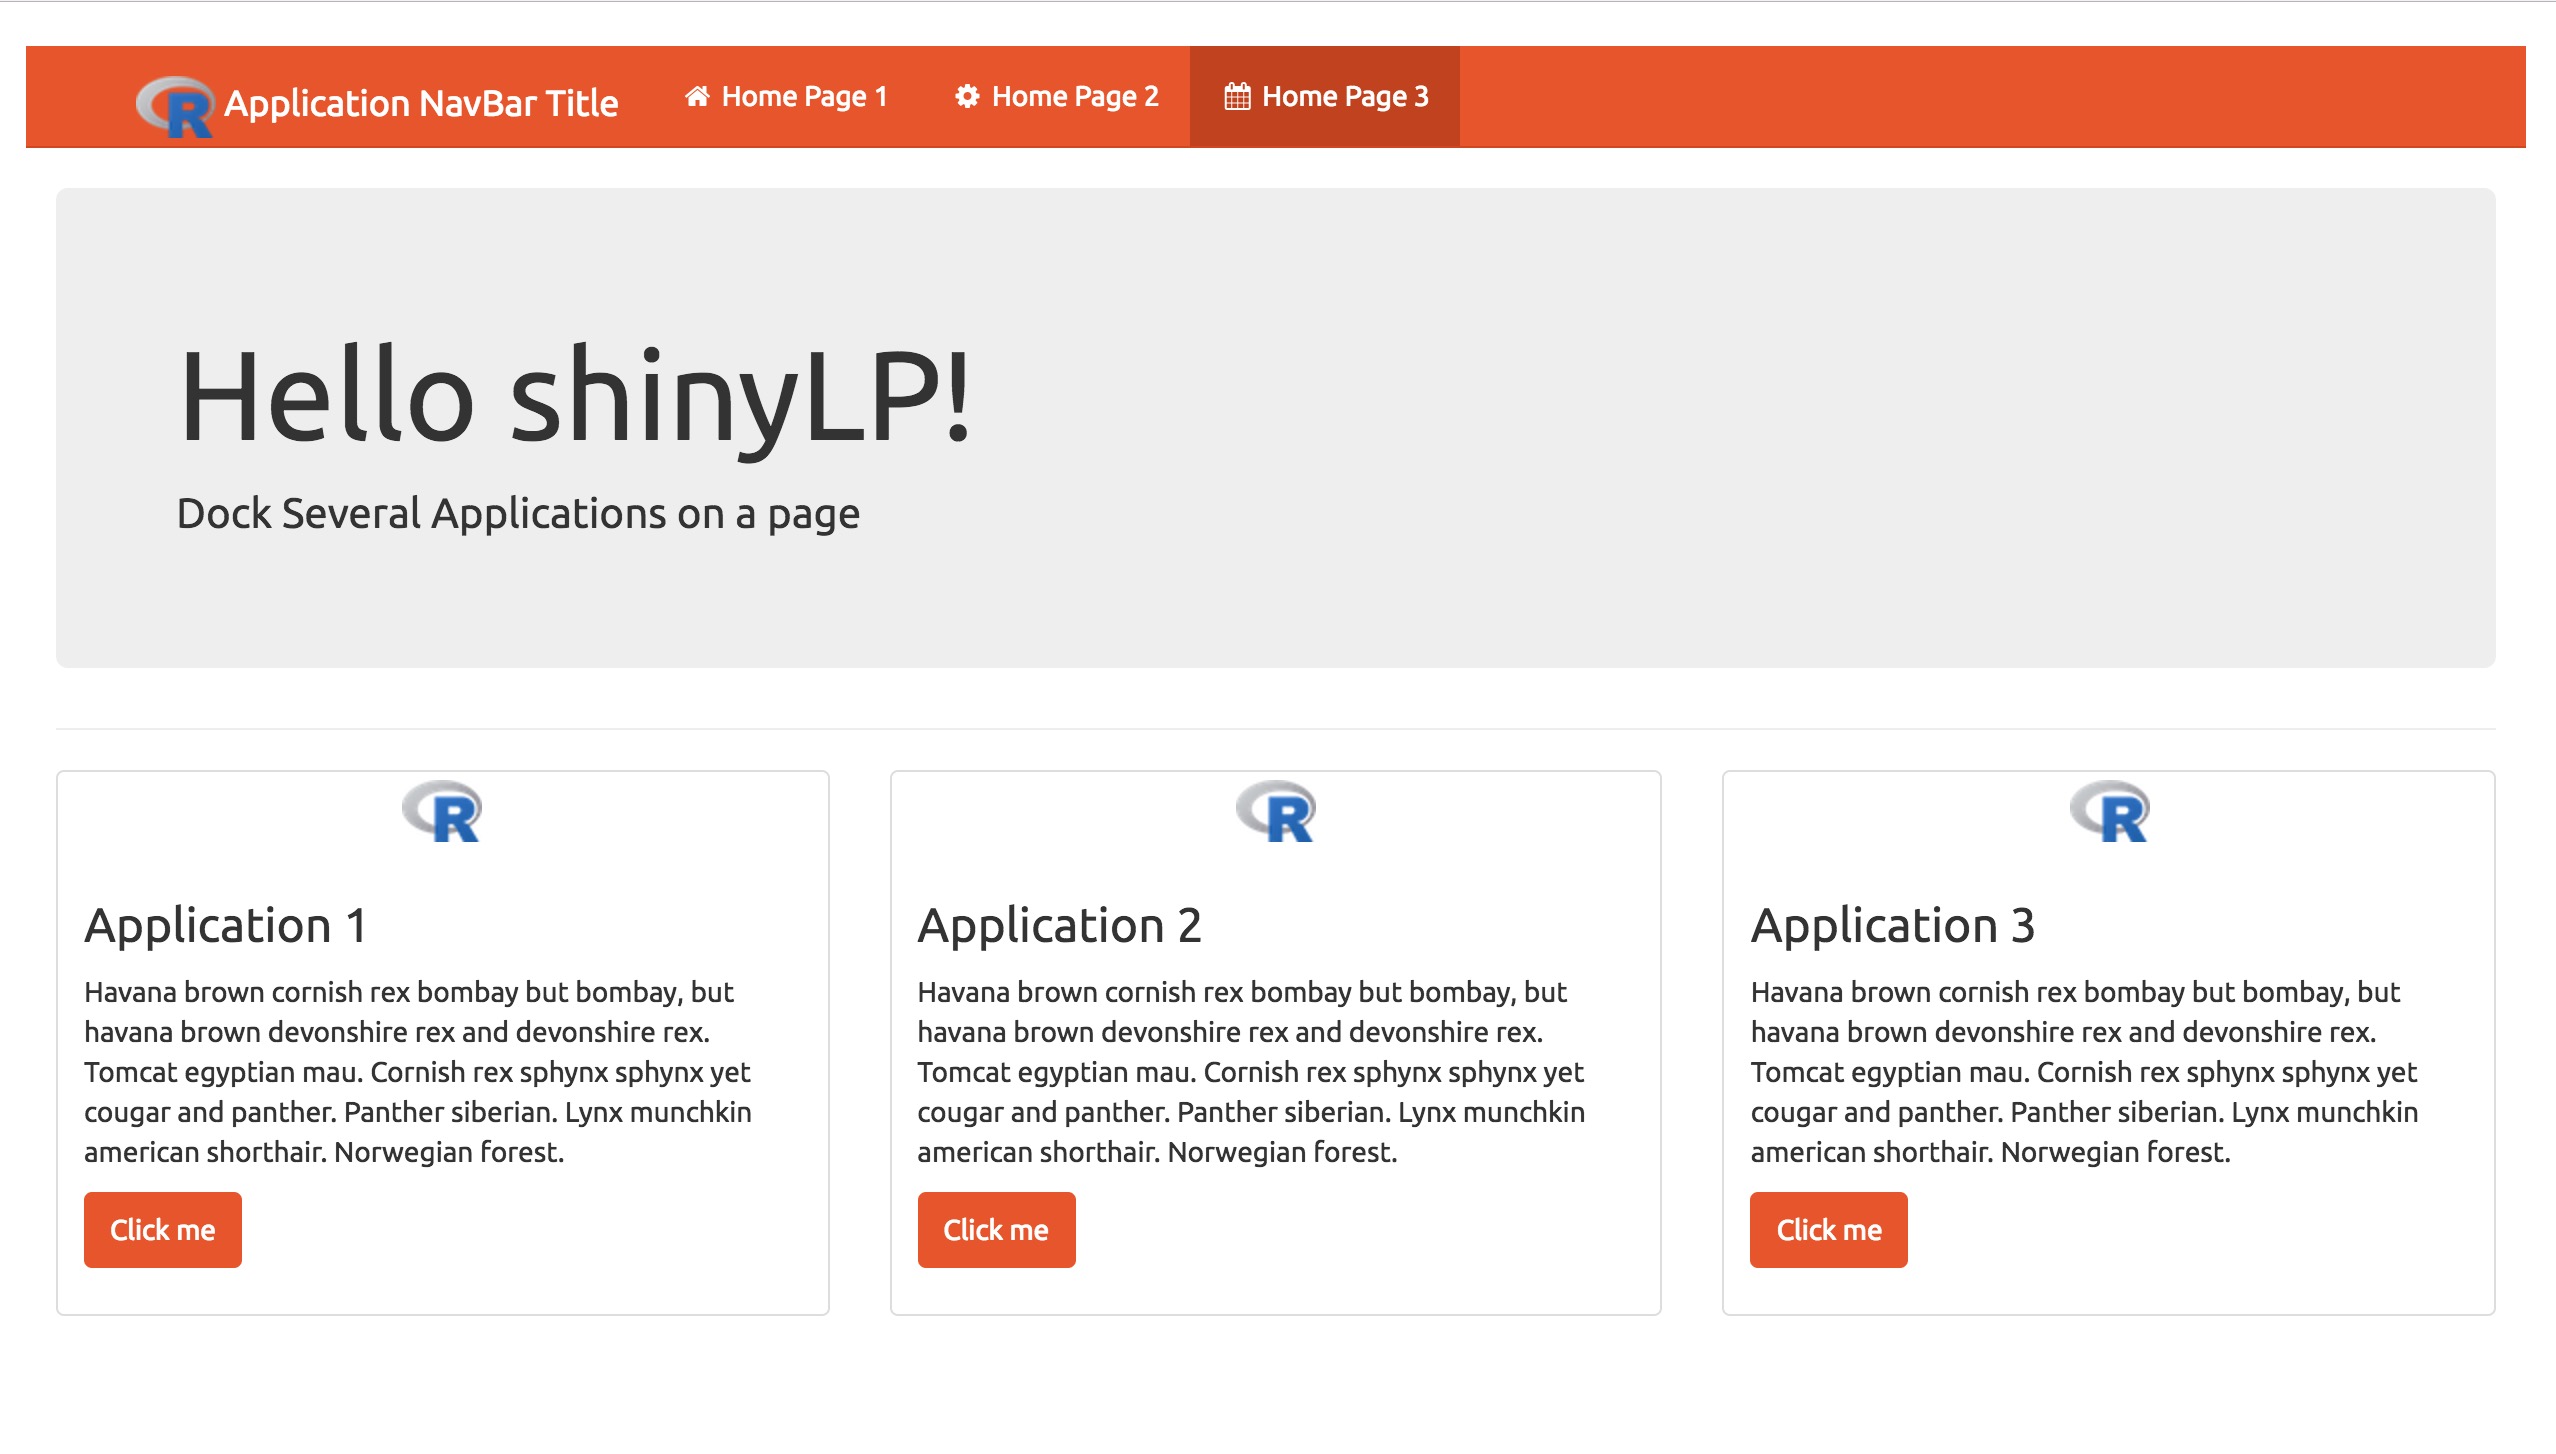 R Application NavBar Title Home Page 1 Home Page 2 Home Page 3
Hello shinyLP!
Dock Several Applications on a page
R
Application 1
Havana brown cornish rex bombay but bombay, but
havana brown devonshire rex and devonshire rex.
Tomcat egyptian mau. Cornish rex sphynx sphynx yet
cougar and panther. Panther siberian. Lynx munchkin
american shorthair. Norwegian forest.
Click me
R
Application 2
Havana brown cornish rex bombay but bombay, but
havana brown devonshire rex and devonshire rex.
Tomcat egyptian mau. Cornish rex sphynx sphynx yet
cougar and panther. Panther siberian. Lynx munchkin
american shorthair. Norwegian forest.
Click me
R
Application 3
Havana brown cornish rex bombay but bombay, but
havana brown devonshire rex and devonshire rex.
Tomcat egyptian mau. Cornish rex sphynx sphynx yet
cougar and panther. Panther siberian. Lynx munchkin
american shorthair. Norwegian forest.
Click me